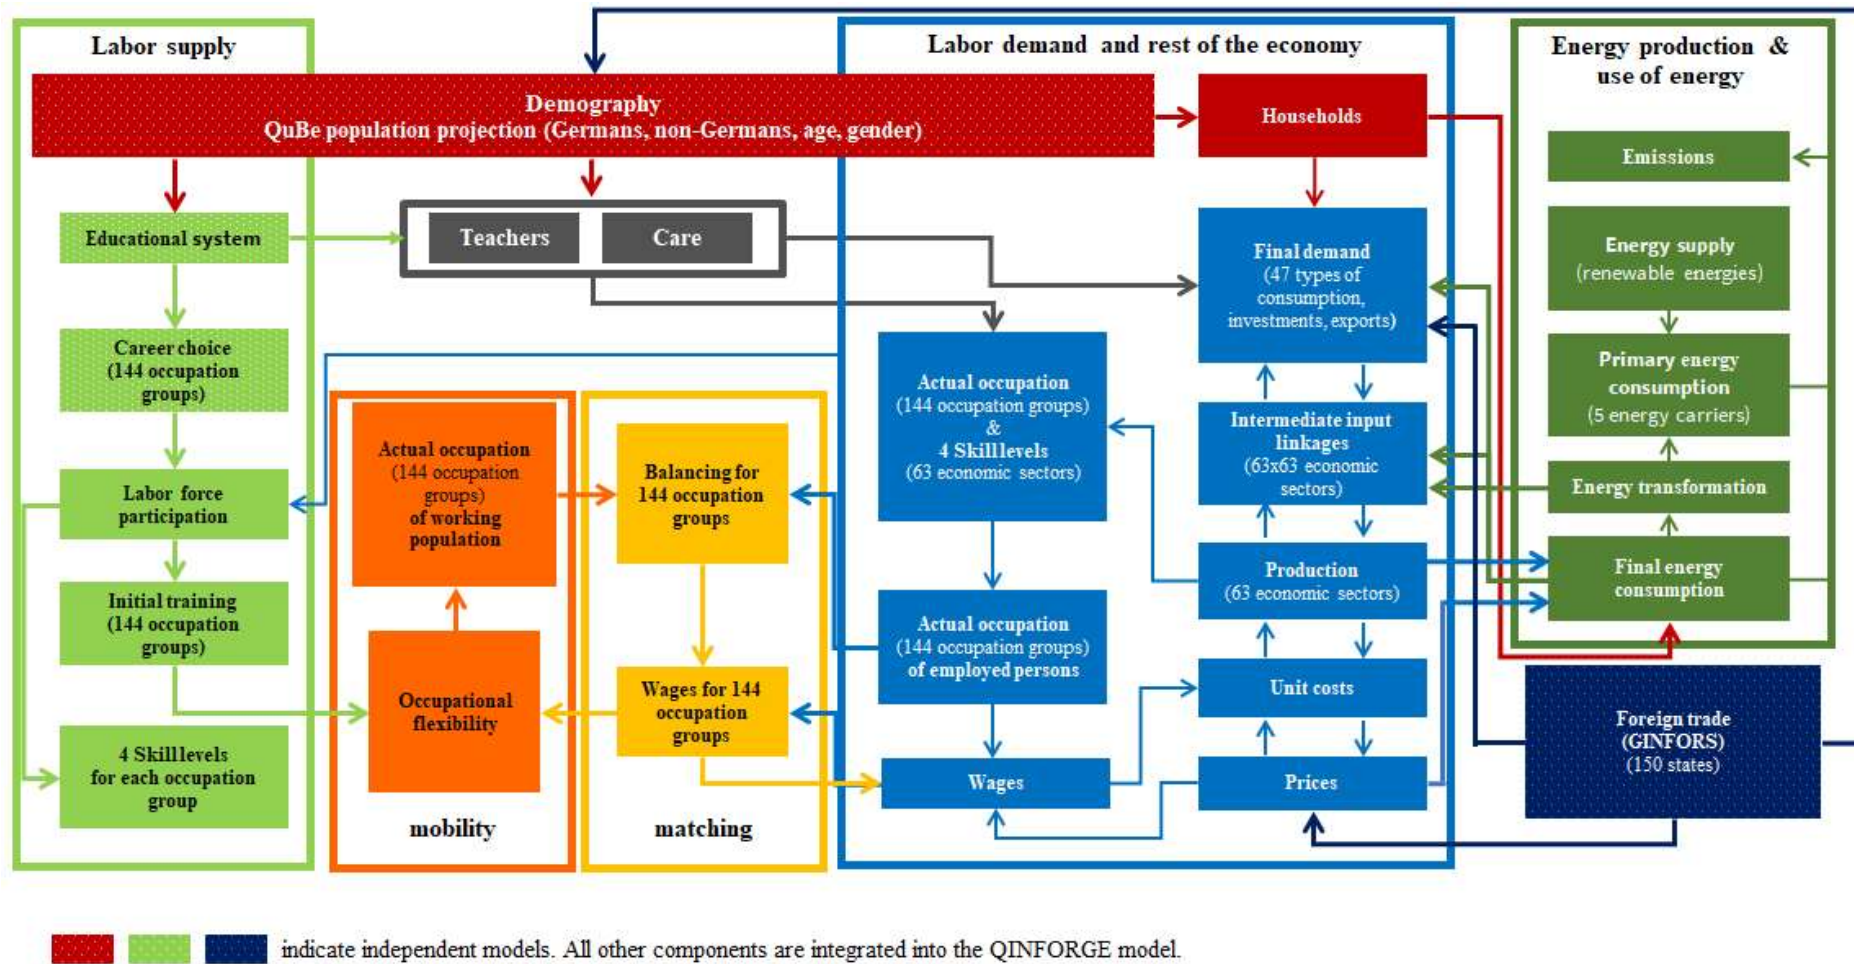 Labor supply
Labor demand and rest of the economy
Energy production &
use of energy
Demography
QuBe population projection (Germans, non-Germans, age, gender)
Households
Emissions
Educational system
Teachers
Care
Final demand
(47 types of
consumption,
investments, exports)
Energy supply
(renewable energies)
Career choice
(144 occupation
groups)
Actual occupation
(144 occupation groups)
&
4 Skill levels
(63 economic sectors)
Primary energy
consumption
(5 energy carriers)
Actual occupation
(144 occupation
groups)
of working
population
Balancing for
144 occupation
groups
Intermediate input
linkages
(63x63 economic
sectors)
Labor force
participation
Energy transformation
Production
(63 economic sectors)
Final energy
consumption
Initial training
(144 occupation
groups)
Actual occupation
(144 occupation groups)
of employed persons
Occupational
flexibility
Wages for 144
occupation
groups
Unit costs
Foreign trade
(GINFORS)
(150 states)
4 Skill levels
for each occupation
group
Wages
Prices
mobility
matching
indicate independent models. All other components are integrated into the QINFORGE model.